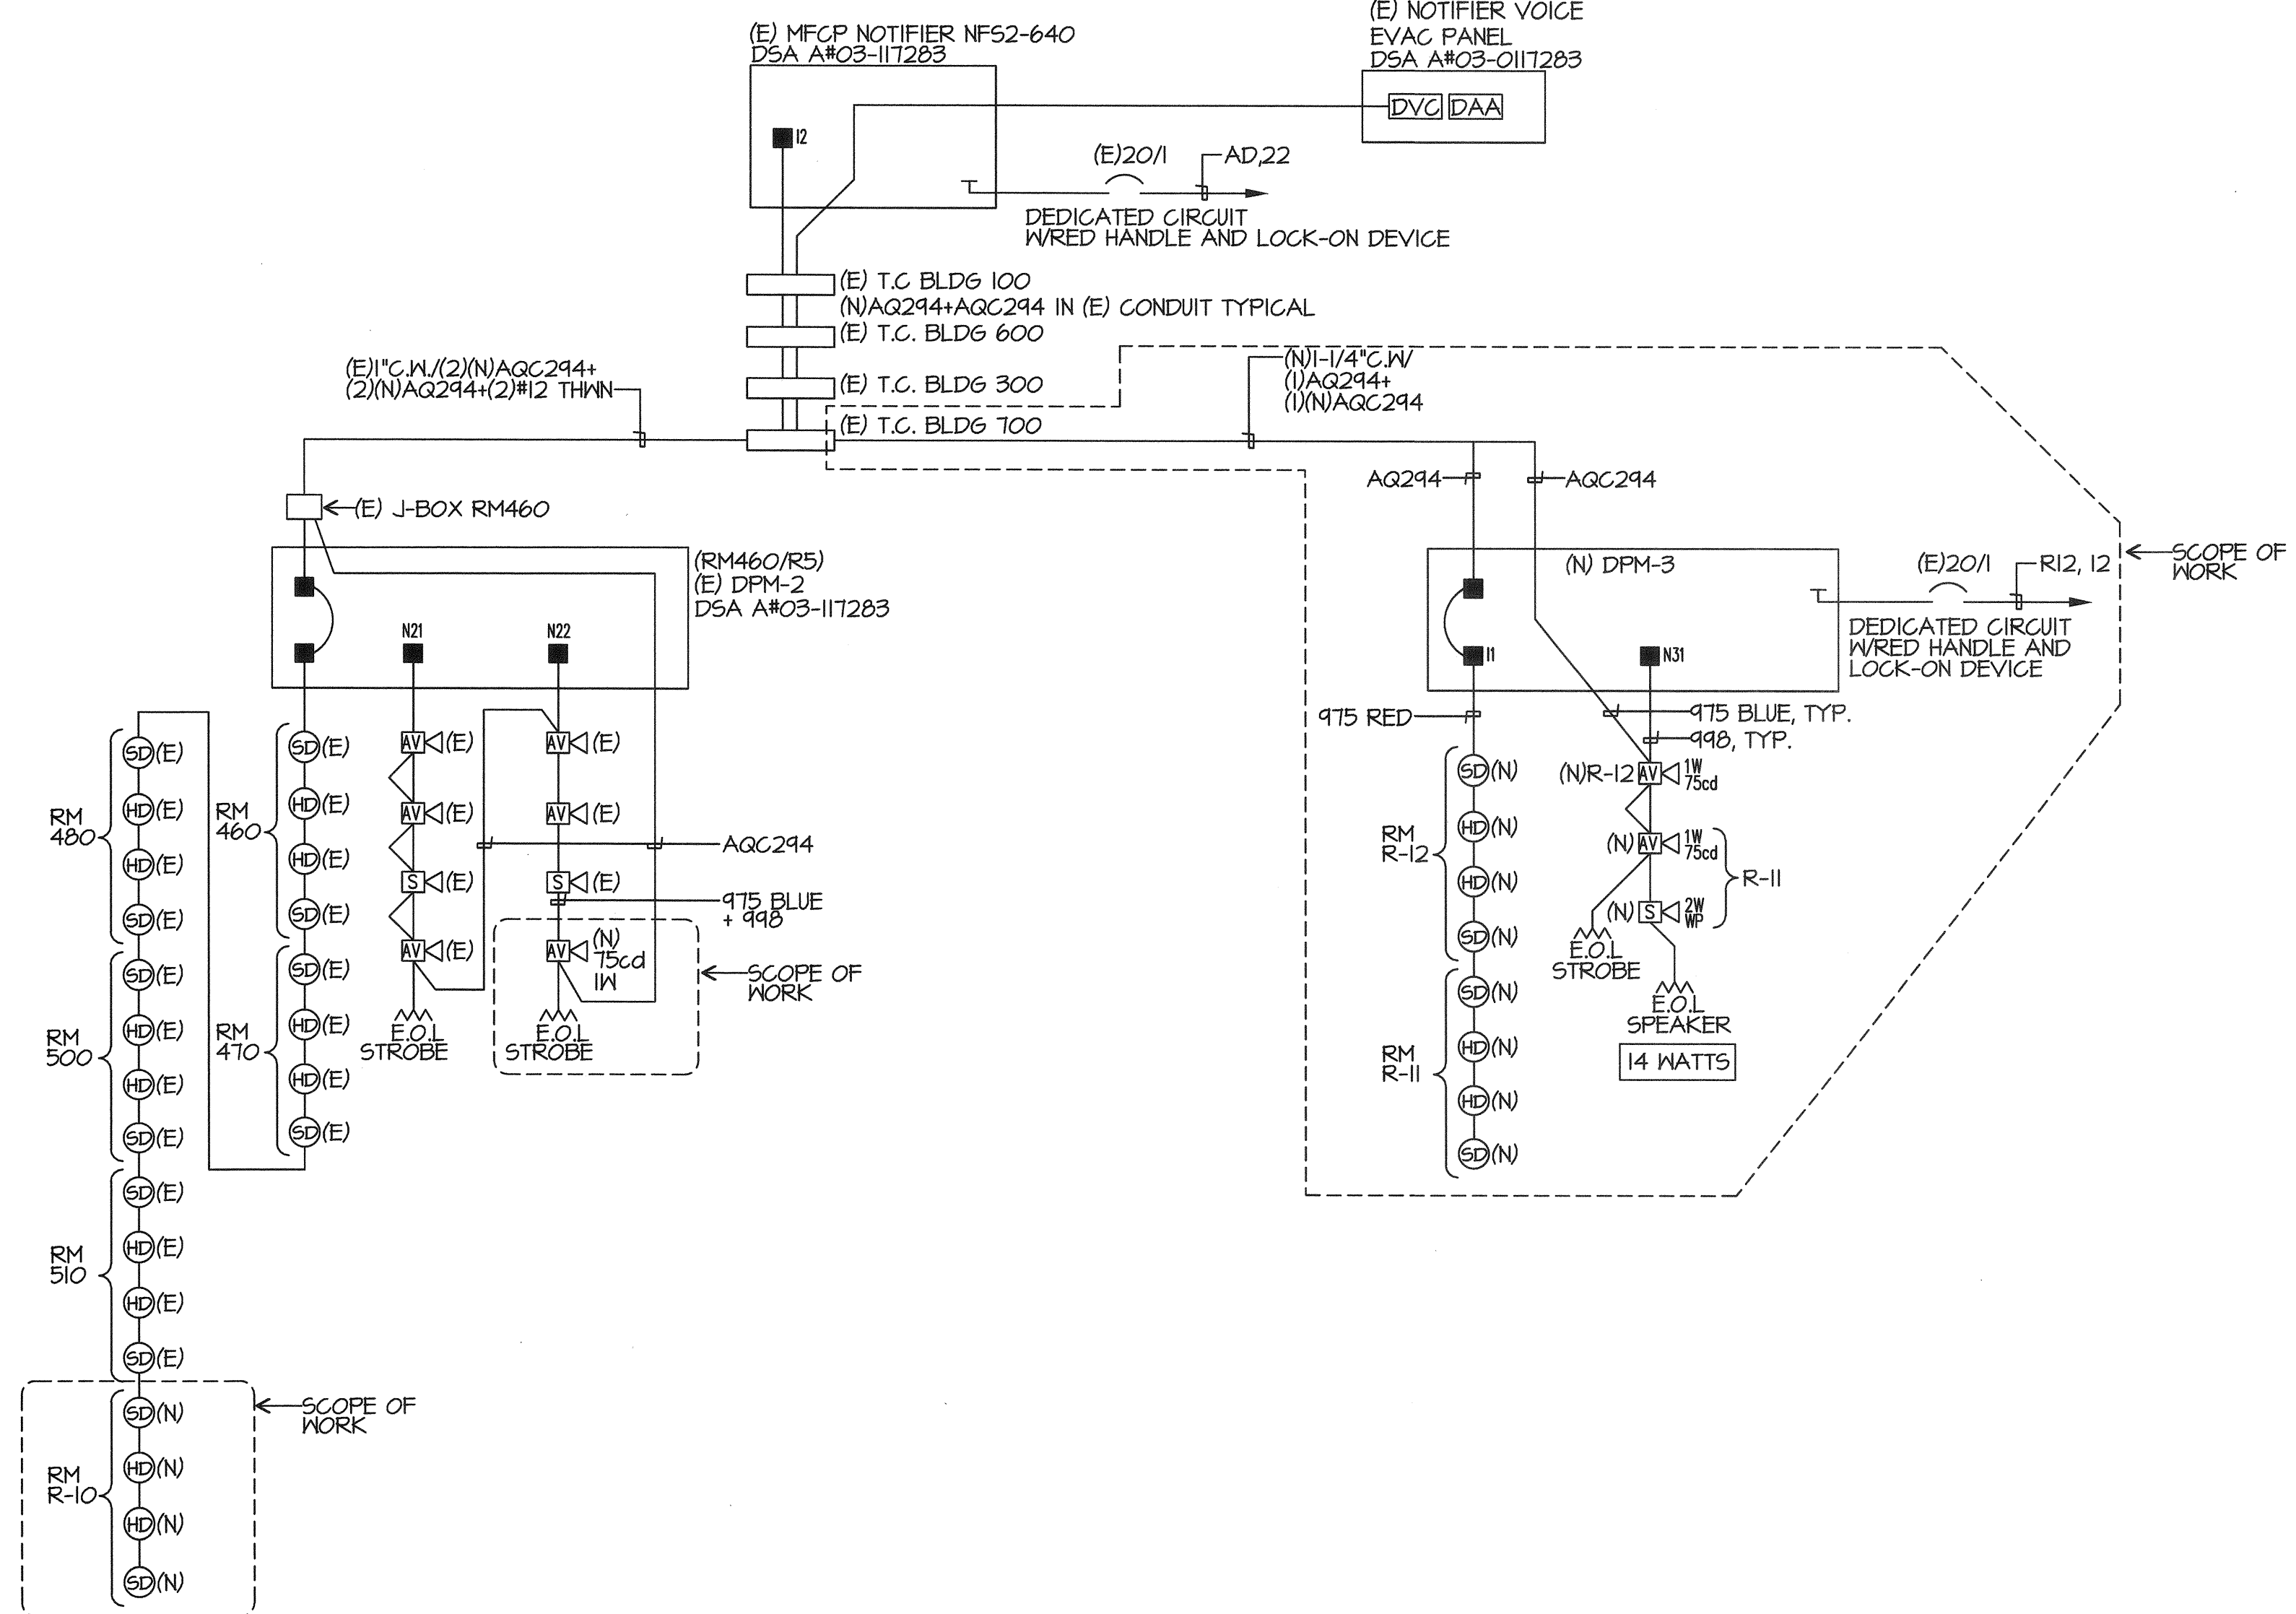 (E) NOTIFIER VOICE
EVAC PANEL
DSA A#03-0117283
DVC DAA
(E) MFCP NOTIFIER NFS2-640
DSA A#03-117283
12
(E)20/1
AD,22
DEDICATED CIRCUIT
W/RED HANDLE AND LOCK-ON DEVICE
(E) T.C BLDG 100
(N)AQ294+AQC294 IN (E) CONDUIT TYPICAL
(E) T.C. BLDG 600
(E) T.C. BLDG 300
(E) T.C. BLDG 700
(E)1"C.W./(2)(N)AQC294+
(2)(N)AQ294+(2)#12 THWN
(N)1-1/4"C.W/
(1)AQ294+
(1)(N)AQC294
(E) J-BOX RM460
(RM460/R5)
(E) DPM-2
DSA A#03-117283
N21
N22
AV (E)
AV (E)
S (E)
AV (E)
E.O.L
STROBE
AV (E)
AV (E)
S (E)
AV (N)
75cd
1W
E.O.L
STROBE
AQC294
975 BLUE
+ 998
SCOPE OF
WORK
RM
460
SD (E)
HD (E)
HD (E)
SD (E)
RM
470
SD (E)
HD (E)
HD (E)
SD (E)
RM
480
SD (E)
HD (E)
HD (E)
SD (E)
RM
500
SD (E)
HD (E)
HD (E)
SD (E)
RM
510
SD (E)
HD (E)
HD (E)
SD (E)
RM
R-10
SD (N)
HD (N)
HD (N)
SD (N)
SCOPE OF
WORK
AQ294
AQC294
(N) DPM-3
I1
N31
(E)20/1
R12, 12
DEDICATED CIRCUIT
W/RED HANDLE AND
LOCK-ON DEVICE
SCOPE OF
WORK
975 RED
975 BLUE, TYP.
998, TYP.
RM
R-12
SD (N)
HD (N)
HD (N)
SD (N)
RM
R-11
SD (N)
HD (N)
HD (N)
SD (N)
(N)R-12 AV 1W
75cd
(N) AV 1W
75cd
R-11
(N) S 2W
WP
E.O.L
STROBE
E.O.L
SPEAKER
14 WATTS